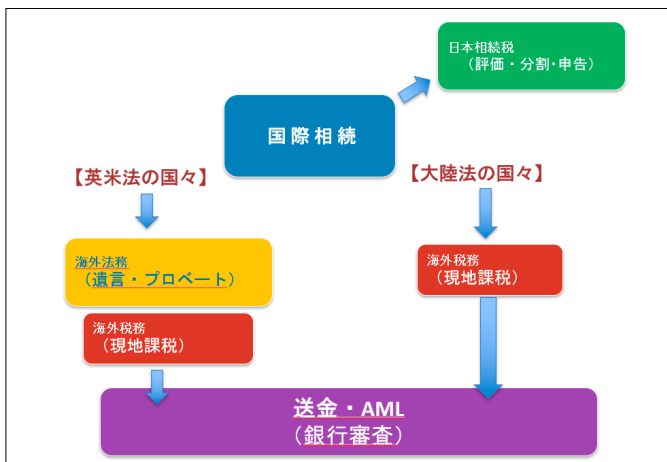 日本相続税
（評価・分割・申告）
国際相続
【英米法の国々】
【大陸法の国々】
海外法務
（遺言・プロベート）
海外税務
（現地課税）
海外税務
（現地課税）
送金・AML
（銀行審査）